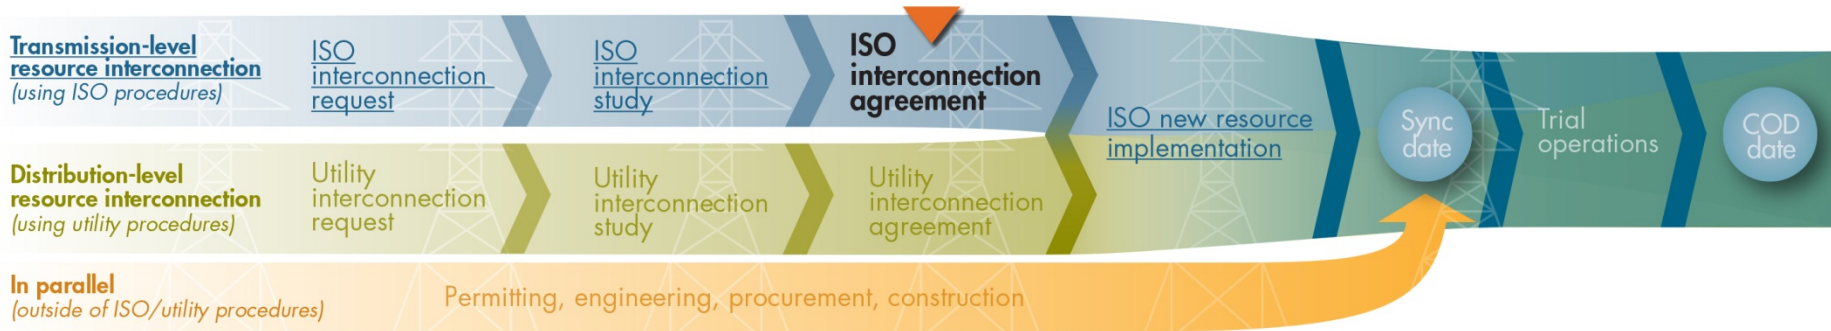 Transmission-level
resource interconnection
(using ISO procedures)
ISO
interconnection
request
ISO
interconnection
study
ISO
interconnection
agreement
Distribution-level
resource interconnection
(using utility procedures)
Utility
interconnection
request
Utility
interconnection
study
Utility
interconnection
agreement
ISO new resource
implementation
Sync
date
Trial
operations
COD
date
In parallel
(outside of ISO/utility procedures)
Permitting, engineering, procurement, construction